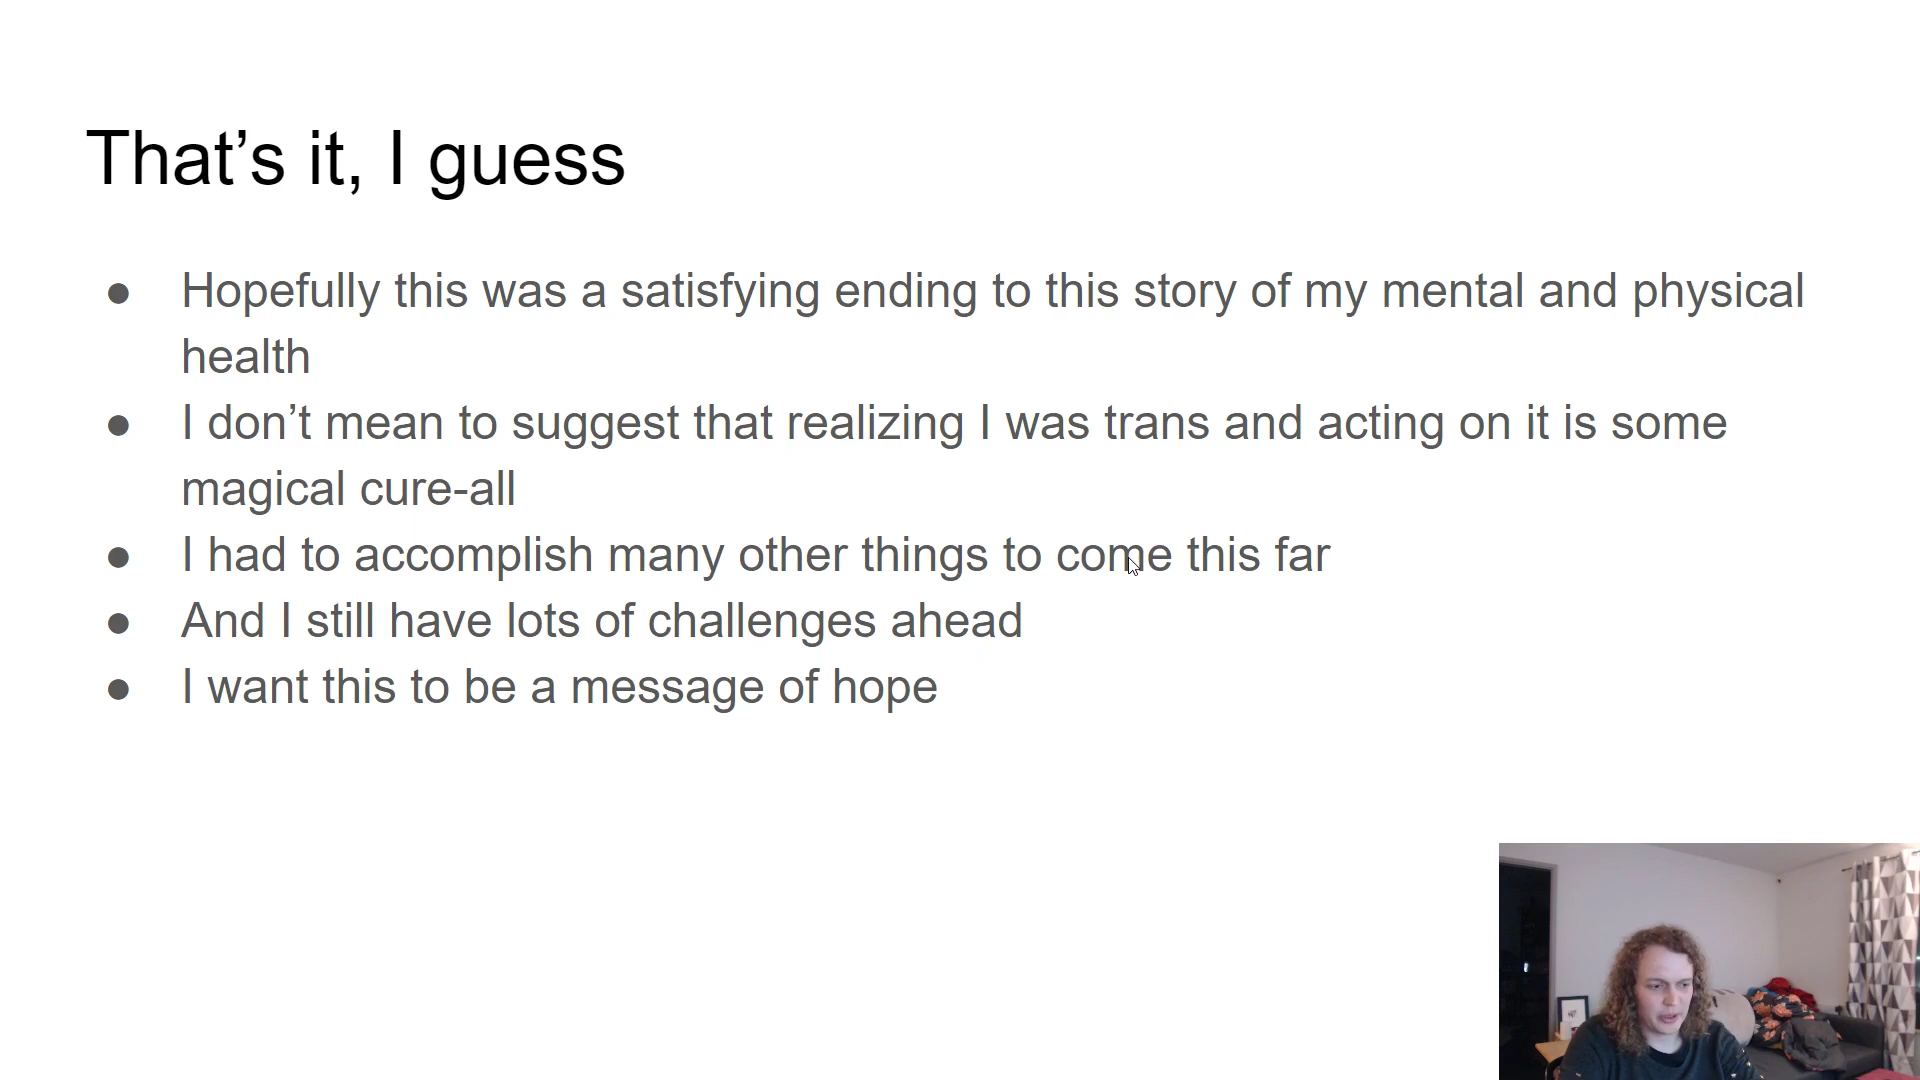 That’s it, I guess
● Hopefully this was a satisfying ending to this story of my mental and physical
health
● I don’t mean to suggest that realizing I was trans and acting on it is some
magical cure-all
● I had to accomplish many other things to come this far
● And I still have lots of challenges ahead
● I want this to be a message of hope